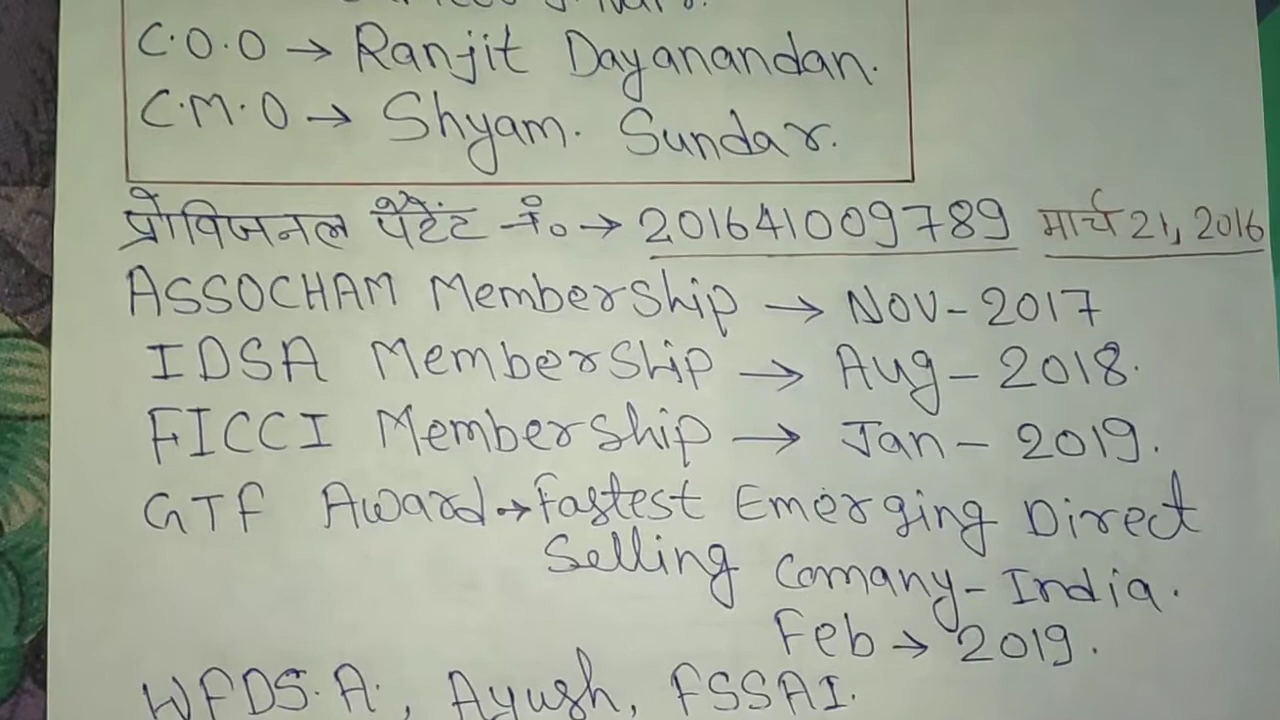 C.O.O → Ranjit Dayanandan.
C.M.O → Shyam. Sundar.
प्रोविजनल पैटेंट नं० → 201641009789 मार्च 21, 2016
ASSOCHAM Membership → Nov - 2017
IDSA Membership → Aug - 2018.
FICCI Membership → Jan - 2019.
GTF Award → Fastest Emerging Direct
Selling Comany - India.
Feb → 2019.
WFDS.A., Ayush, FSSAI.